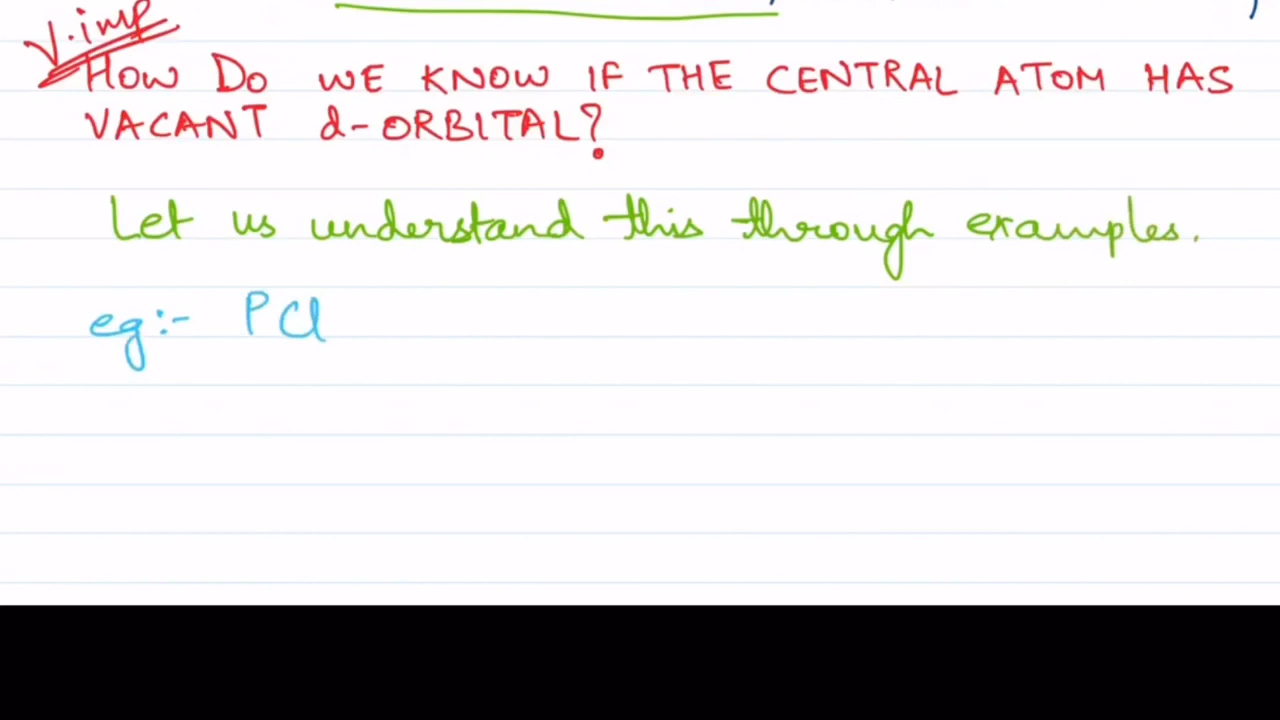 V.imp
HOW DO WE KNOW IF THE CENTRAL ATOM HAS
VACANT d-ORBITAL?
Let us understand this through examples.
eg:- PCl